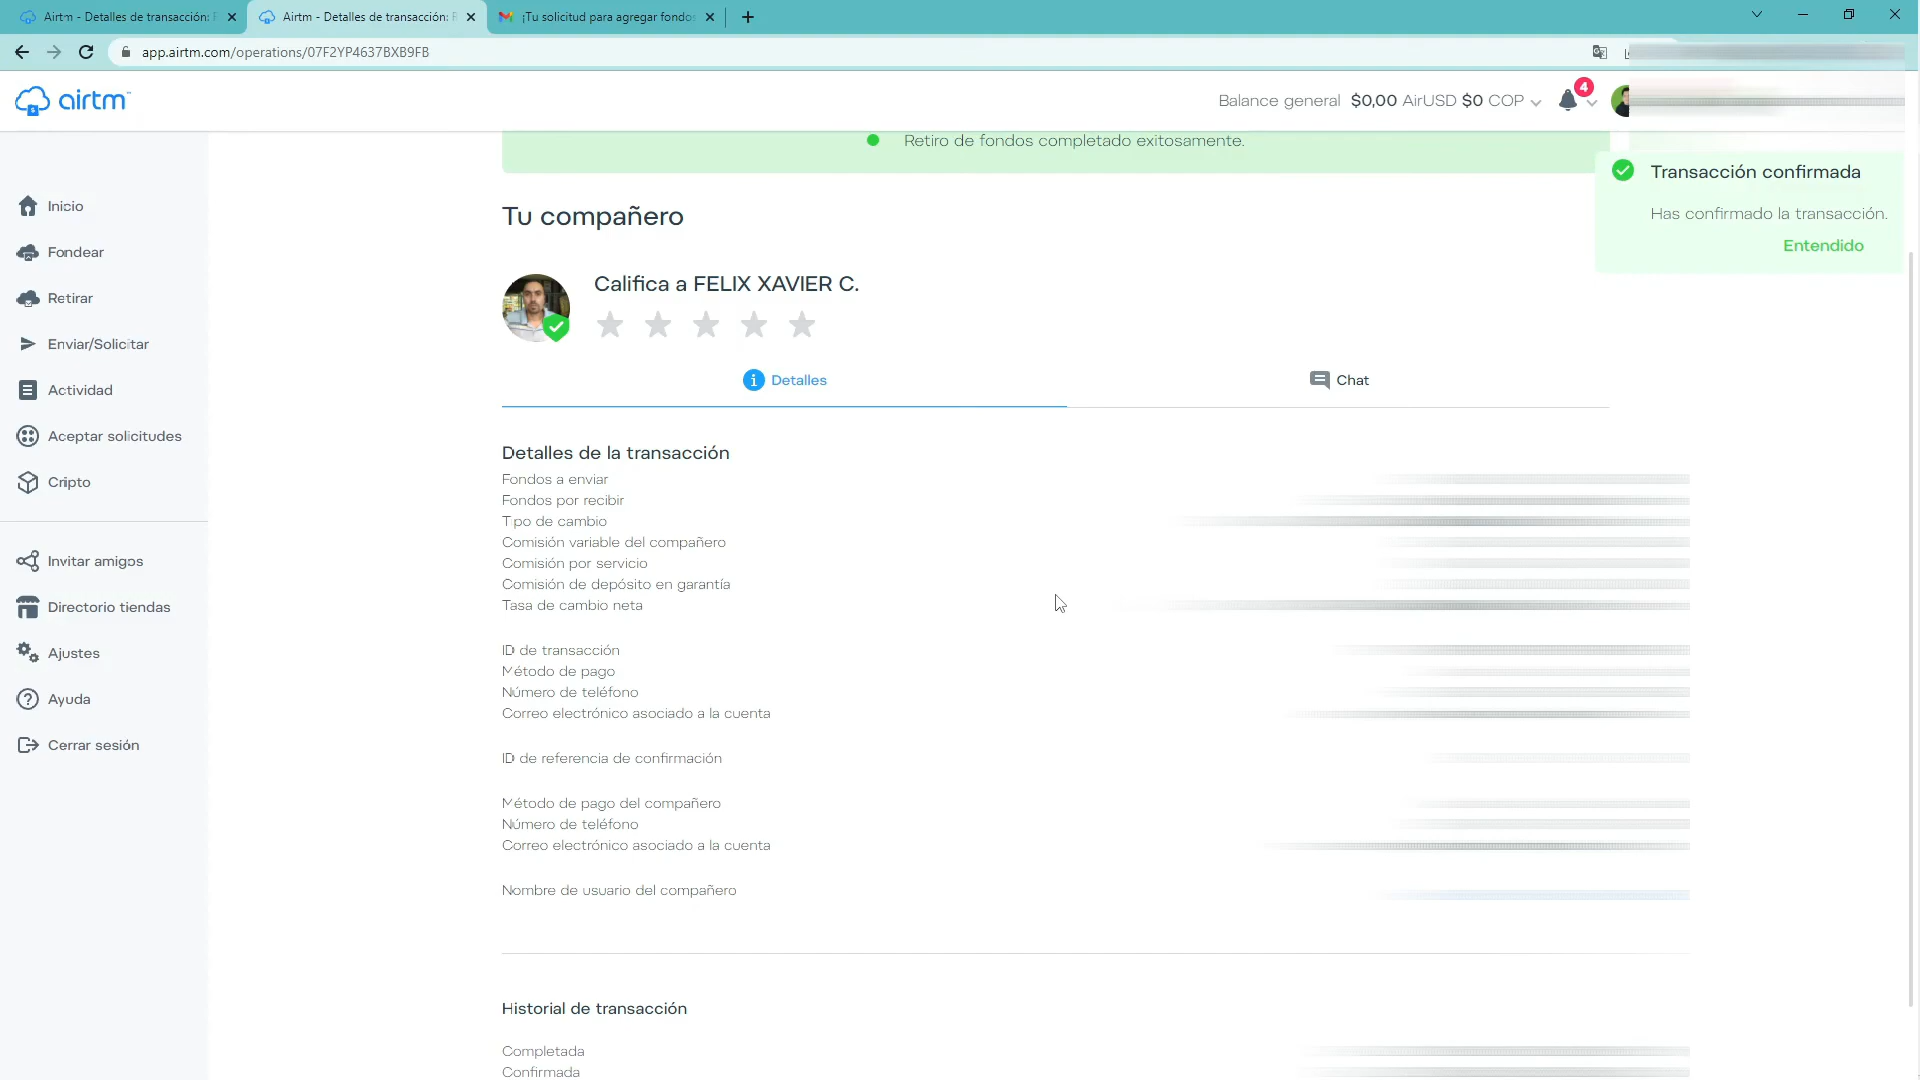 Airtm - Detalles de transacción:
Airtm - Detalles de transacción:
¡Tu solicitud para agregar fondos
app.airtm.com/operations/07F2YP4637BXB9FB
airtm
Balance general $0,00 AirUSD $0 COP
4
Retiro de fondos completado exitosamente.
Transacción confirmada
Has confirmado la transacción.
Entendido
Inicio
Fondear
Retirar
Enviar/Solicitar
Actividad
Aceptar solicitudes
Cripto
Invitar amigos
Directorio tiendas
Ajustes
Ayuda
Cerrar sesión
Tu compañero
Califica a FELIX XAVIER C.
Detalles
Chat
Detalles de la transacción
Fondos a enviar
Fondos por recibir
Tipo de cambio
Comisión variable del compañero
Comisión por servicio
Comisión de depósito en garantía
Tasa de cambio neta
ID de transacción
Método de pago
Número de teléfono
Correo electrónico asociado a la cuenta
ID de referencia de confirmación
Método de pago del compañero
Número de teléfono
Correo electrónico asociado a la cuenta
Nombre de usuario del compañero
Historial de transacción
Completada
Confirmada